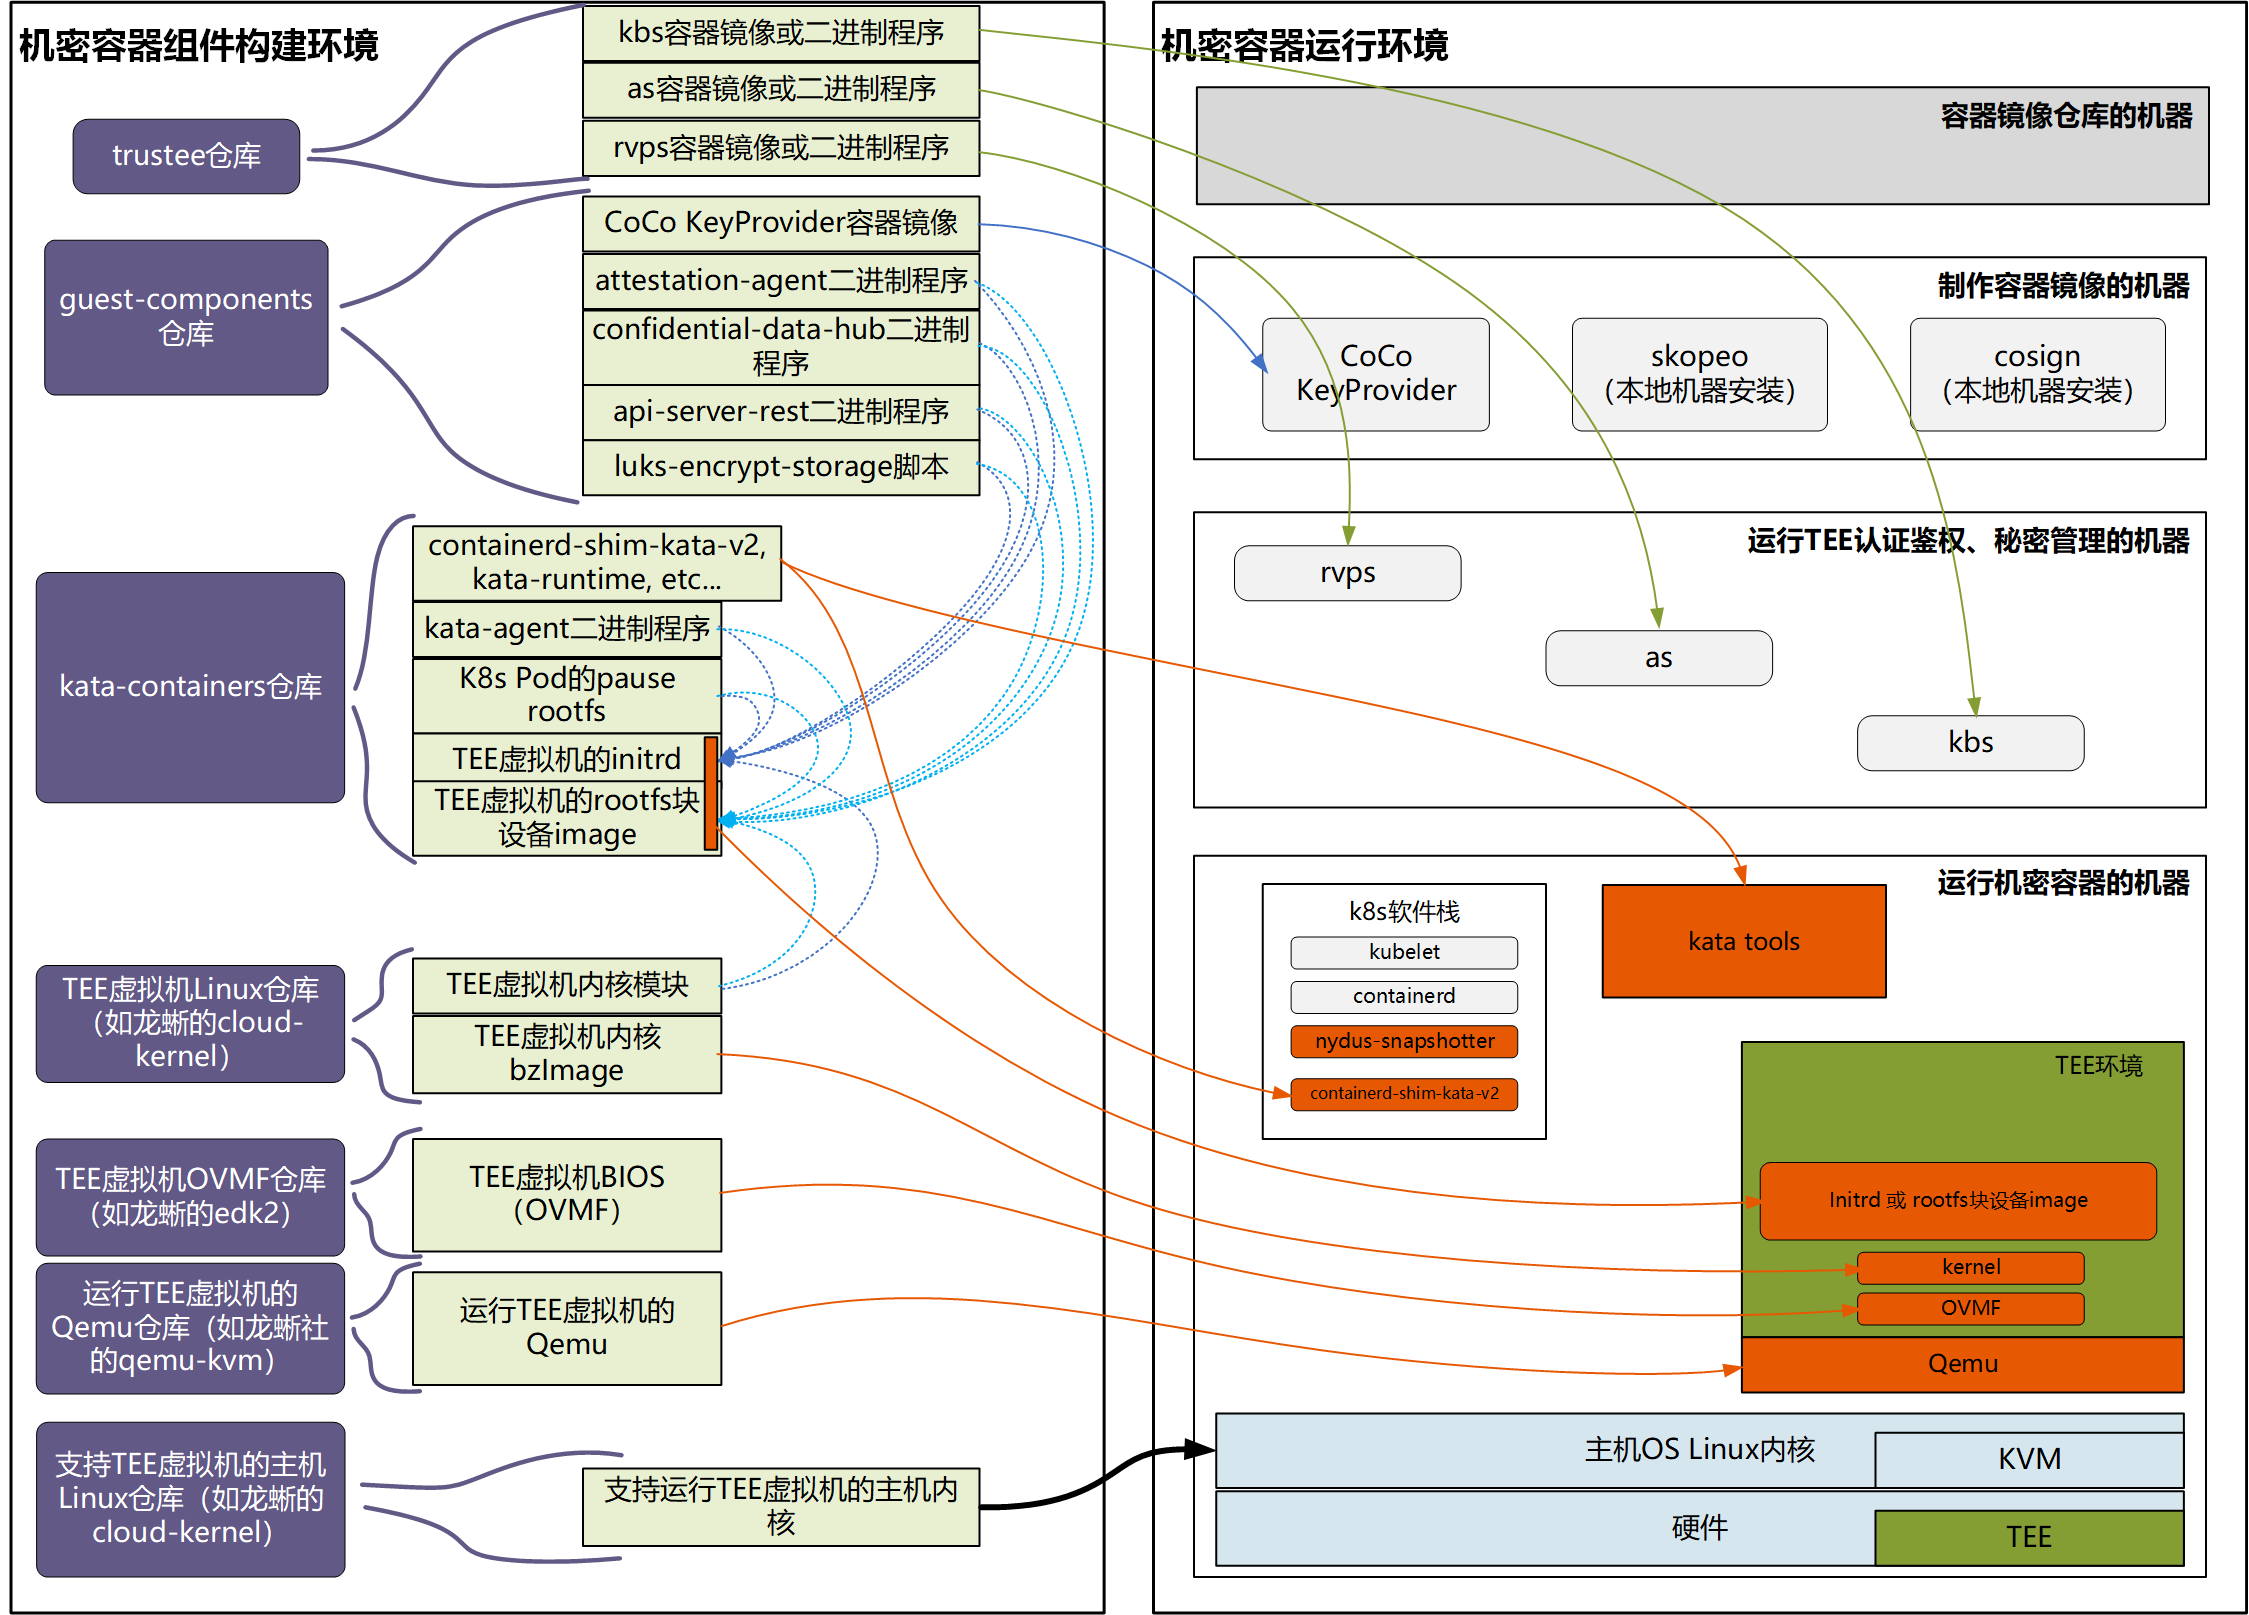 机密容器组件构建环境
kbs容器镜像或二进制程序
as容器镜像或二进制程序
rvps容器镜像或二进制程序
trustee仓库
CoCo KeyProvider容器镜像
attestation-agent二进制程序
confidential-data-hub二进制
程序
api-server-rest二进制程序
luks-encrypt-storage脚本
guest-components
仓库
containerd-shim-kata-v2,
kata-runtime, etc...
kata-agent二进制程序
K8s Pod的pause
rootfs
TEE虚拟机的initrd
TEE虚拟机的rootfs块
设备image
kata-containers仓库
TEE虚拟机Linux仓库
（如龙蜥的cloud-
kernel）
TEE虚拟机内核模块
TEE虚拟机内核
bzImage
TEE虚拟机OVMF仓库
（如龙蜥的edk2）
TEE虚拟机BIOS
（OVMF）
运行TEE虚拟机的
Qemu仓库（如龙蜥社
的qemu-kvm）
运行TEE虚拟机的
Qemu
支持TEE虚拟机的主机
Linux仓库（如龙蜥的
cloud-kernel）
支持运行TEE虚拟机的主机内
核
机密容器运行环境
容器镜像仓库的机器
制作容器镜像的机器
CoCo
KeyProvider
skopeo
（本地机器安装）
cosign
（本地机器安装）
运行TEE认证鉴权、秘密管理的机器
rvps
as
kbs
运行机密容器的机器
k8s软件栈
kubelet
containerd
nydus-snapshotter
containerd-shim-kata-v2
kata tools
TEE环境
Initrd 或 rootfs块设备image
kernel
OVMF
Qemu
主机OS Linux内核
KVM
硬件
TEE